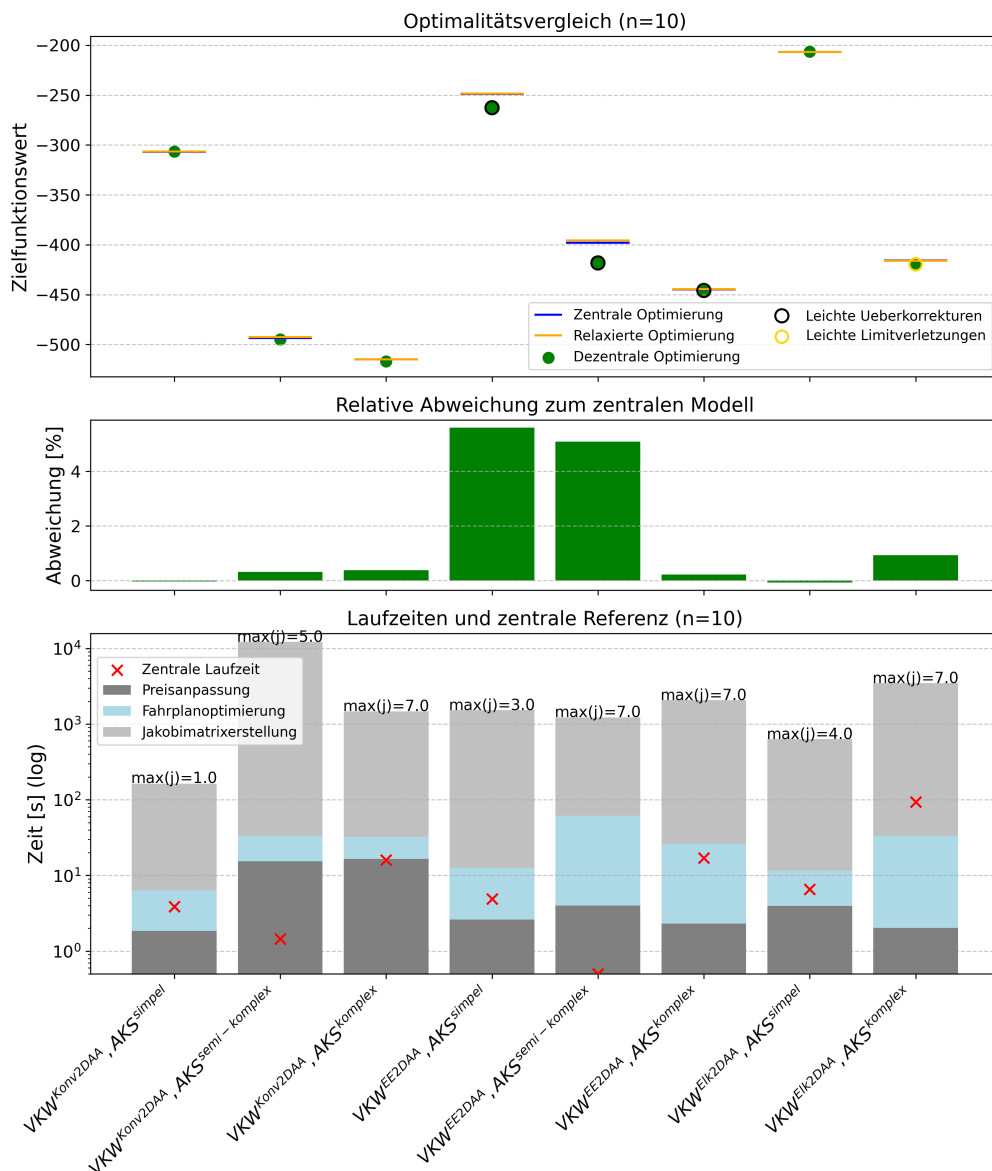 Optimalitätsvergleich (n=10)
Zielfunktionswert
−200
−250
−300
−350
−400
−450
−500
Zentrale Optimierung
Relaxierte Optimierung
Dezentrale Optimierung
Leichte Ueberkorrekturen
Leichte Limitverletzungen
Relative Abweichung zum zentralen Modell
Abweichung [%]
4
2
0
Laufzeiten und zentrale Referenz (n=10)
Zeit [s] (log)
10^4
10^3
10^2
10^1
10^0
Zentrale Laufzeit
Preisanpassung
Fahrplanoptimierung
Jakobimatrixerstellung
max(j)=1.0
max(j)=5.0
max(j)=7.0
max(j)=3.0
max(j)=7.0
max(j)=7.0
max(j)=4.0
max(j)=7.0
VKW^Konv2DAA, AKS^simpel
VKW^Konv2DAA, AKS^semi−komplex
VKW^Konv2DAA, AKS^komplex
VKW^EE2DAA, AKS^simpel
VKW^EE2DAA, AKS^semi−komplex
VKW^EE2DAA, AKS^komplex
VKW^Elk2DAA, AKS^simpel
VKW^Elk2DAA, AKS^komplex